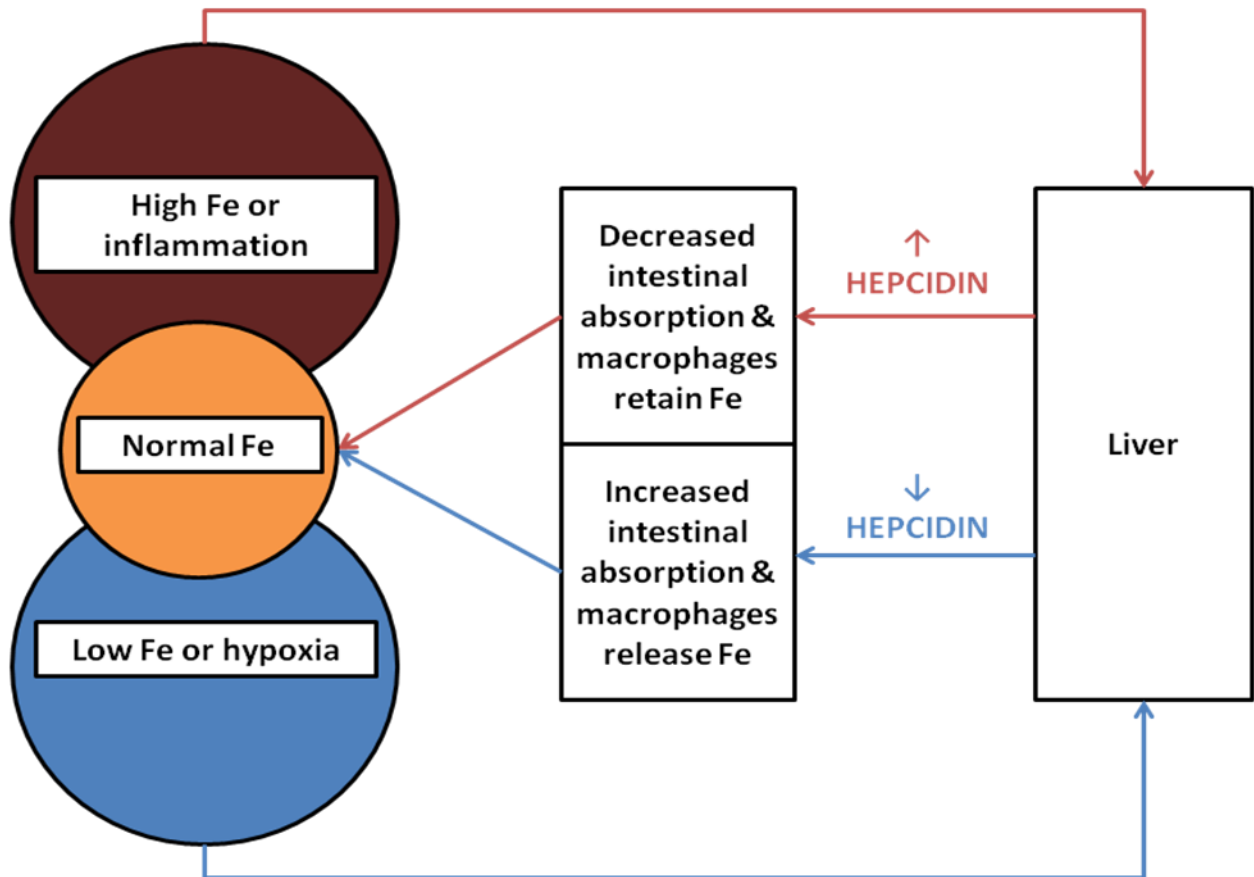 High Fe or
inflammation
Normal Fe
Low Fe or hypoxia
Decreased
intestinal
absorption &
macrophages
retain Fe
Increased
intestinal
absorption &
macrophages
release Fe
↑
HEPCIDIN
↓
HEPCIDIN
Liver